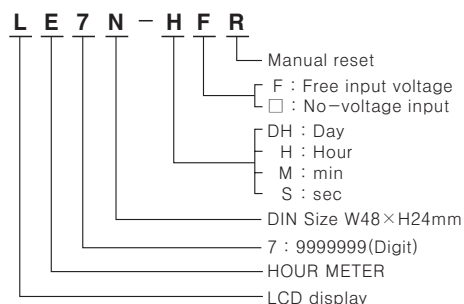 L E 7 N - H F R
Manual reset
F : Free input voltage
□ : No-voltage input
DH : Day
H : Hour
M : min
S : sec
DIN Size W48×H24mm
7 : 9999999(Digit)
HOUR METER
LCD display